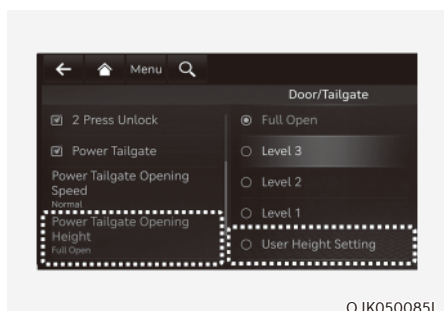 Menu
Door/Tailgate
2 Press Unlock
Power Tailgate
Power Tailgate Opening
Speed
Normal
Power Tailgate Opening
Height
Full Open
Full Open
Level 3
Level 2
Level 1
User Height Setting
OJK050085L